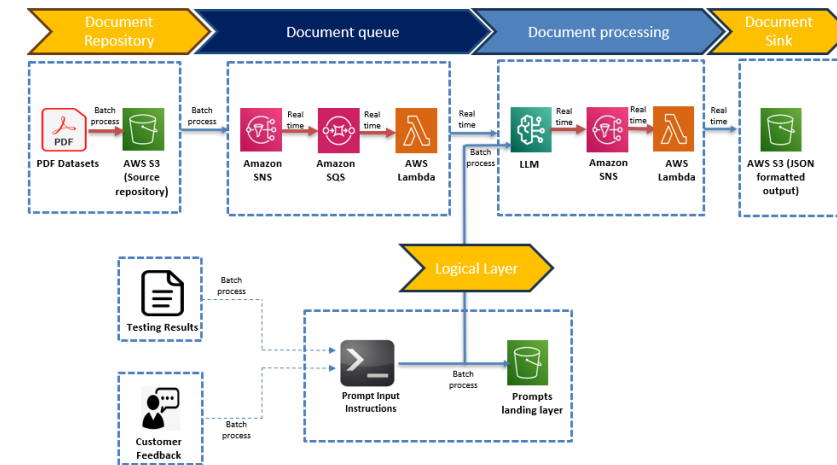 Document
Repository
Document queue
Document processing
Document
Sink
Batch
process
Batch
process
Real
time
Real
time
Real
time
Real
time
Real
time
Real
time
PDF
PDF Datasets
AWS S3
(Source
repository)
Amazon
SNS
Amazon
SQS
AWS
Lambda
Batch
process
LLM
Amazon
SNS
AWS
Lambda
AWS S3 (JSON
formatted
output)
Logical Layer
Testing Results
Batch
process
Prompt Input
Instructions
Batch
process
Prompts
landing layer
Customer
Feedback
Batch
process